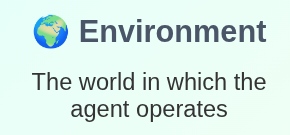 🌍 Environment
The world in which the
agent operates